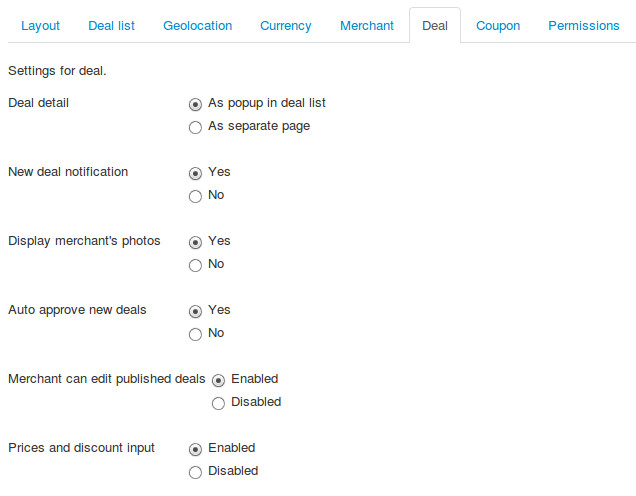 Layout Deal list Geolocation Currency Merchant Deal Coupon Permissions
Settings for deal.
Deal detail As popup in deal list
As separate page
New deal notification Yes
No
Display merchant's photos Yes
No
Auto approve new deals Yes
No
Merchant can edit published deals Enabled
Disabled
Prices and discount input Enabled
Disabled